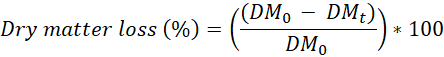 Dry matter loss (%) = ((DM₀ − DMₜ)/DM₀) * 100